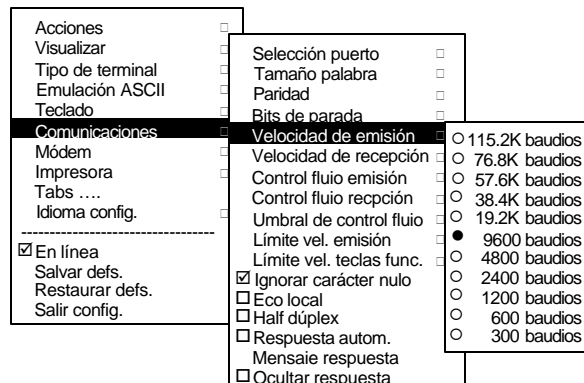 Acciones
Visualizar
Tipo de terminal
Emulación ASCII
Teclado
Comunicaciones
Módem
Impresora
Tabs ....
Idioma config.
---------------------------------
En línea
Salvar defs.
Restaurar defs.
Salir config.
Selección puerto
Tamaño palabra
Paridad
Bits de parada
Velocidad de emisión
Velocidad de recepción
Control fluio emisión
Control fluio recpción
Umbral de control fluio
Límite vel. emisión
Límite vel. teclas func.
Ignorar carácter nulo
Eco local
Half dúplex
Respuesta autom.
Mensaie respuesta
Ocultar respuesta
115.2K baudios
76.8K baudios
57.6K baudios
38.4K baudios
19.2K baudios
9600 baudios
4800 baudios
2400 baudios
1200 baudios
600 baudios
300 baudios